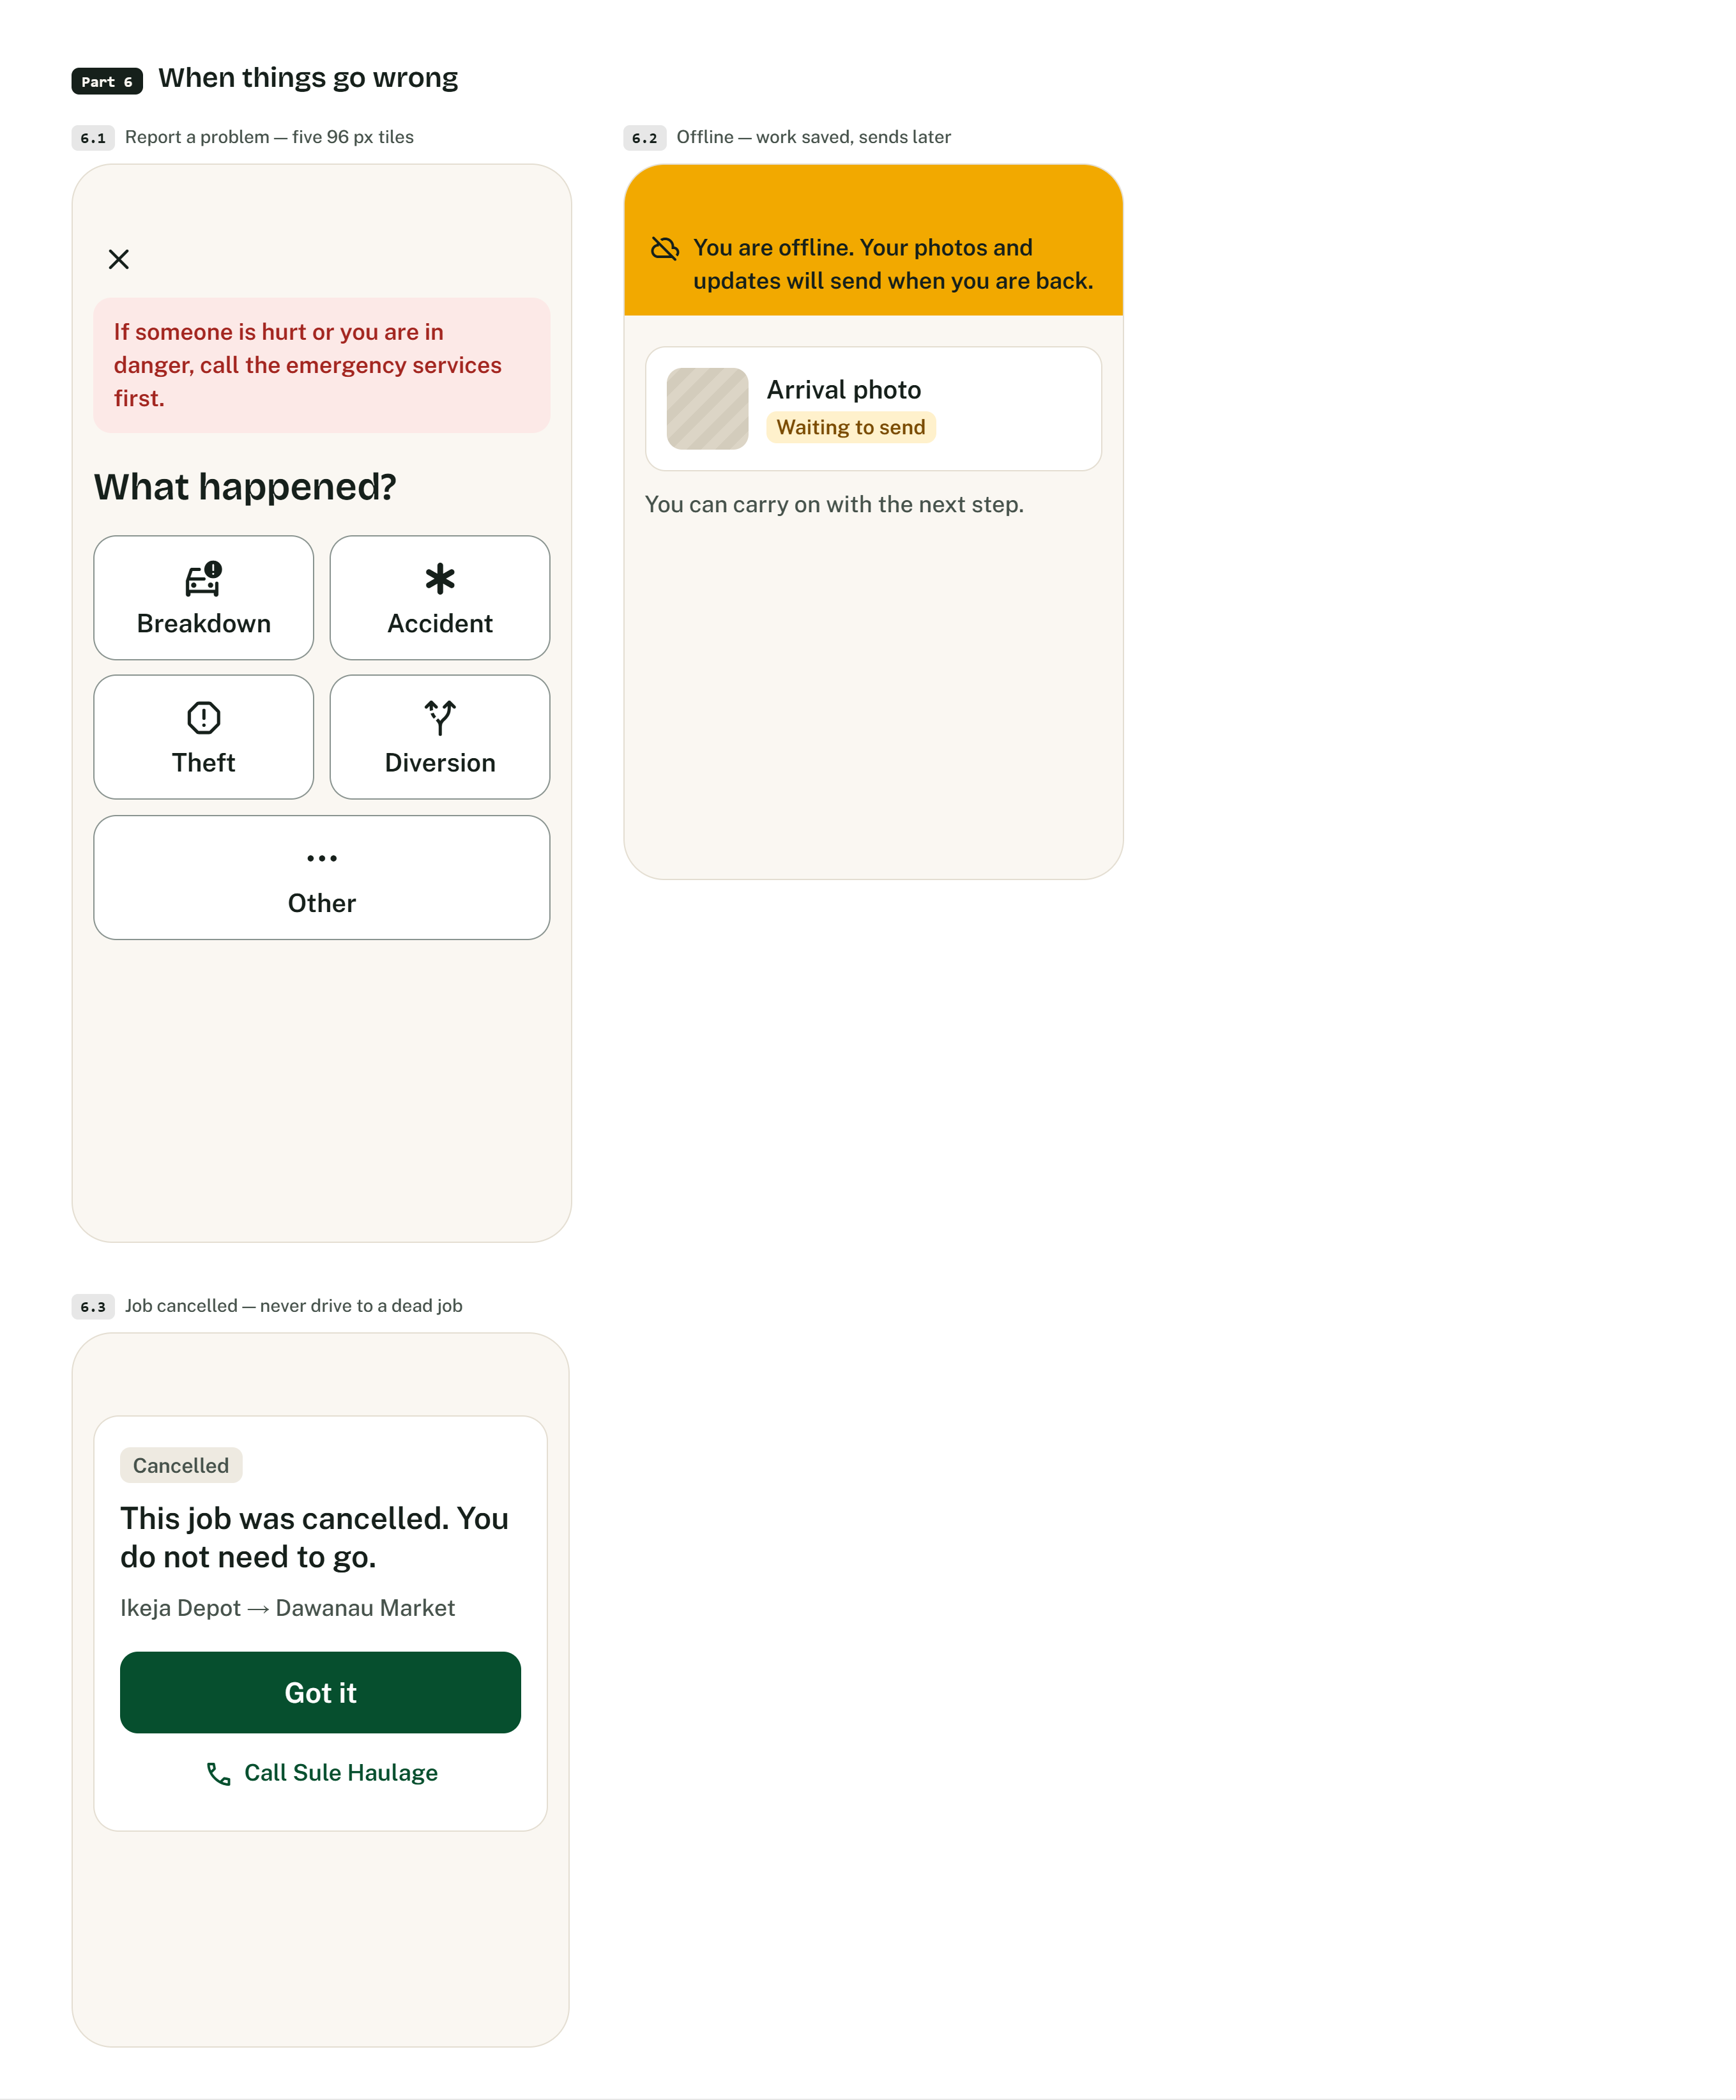 Part 6 When things go wrong
6.1 Report a problem — five 96 px tiles
If someone is hurt or you are in
danger, call the emergency services
first.
What happened?
Breakdown
Accident
Theft
Diversion
Other
6.2 Offline — work saved, sends later
You are offline. Your photos and
updates will send when you are back.
Arrival photo
Waiting to send
You can carry on with the next step.
6.3 Job cancelled — never drive to a dead job
Cancelled
This job was cancelled. You
do not need to go.
Ikeja Depot → Dawanau Market
Got it
Call Sule Haulage